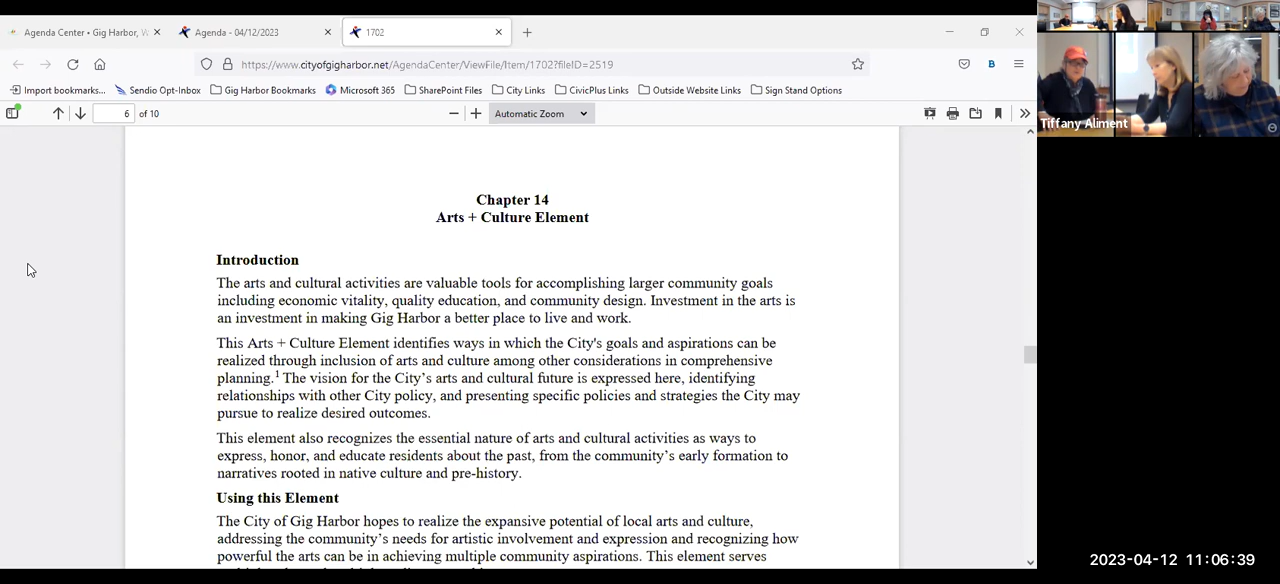 Agenda Center • Gig Harbor, W
Agenda - 04/12/2023
1702
https://www.cityofgigharbor.net/AgendaCenter/ViewFile/Item/1702?fileID=2519
Import bookmarks...
Sendio Opt-Inbox
Gig Harbor Bookmarks
Microsoft 365
SharePoint Files
City Links
CivicPlus Links
Outside Website Links
Sign Stand Options
6 of 10
Automatic Zoom
Chapter 14
Arts + Culture Element
Introduction
The arts and cultural activities are valuable tools for accomplishing larger community goals
including economic vitality, quality education, and community design. Investment in the arts is
an investment in making Gig Harbor a better place to live and work.
This Arts + Culture Element identifies ways in which the City's goals and aspirations can be
realized through inclusion of arts and culture among other considerations in comprehensive
planning.1 The vision for the City's arts and cultural future is expressed here, identifying
relationships with other City policy, and presenting specific policies and strategies the City may
pursue to realize desired outcomes.
This element also recognizes the essential nature of arts and cultural activities as ways to
express, honor, and educate residents about the past, from the community's early formation to
narratives rooted in native culture and pre-history.
Using this Element
The City of Gig Harbor hopes to realize the expansive potential of local arts and culture,
addressing the community's needs for artistic involvement and expression and recognizing how
powerful the arts can be in achieving multiple community aspirations. This element serves
Tiffany Aliment
2023-04-12 11:06:39